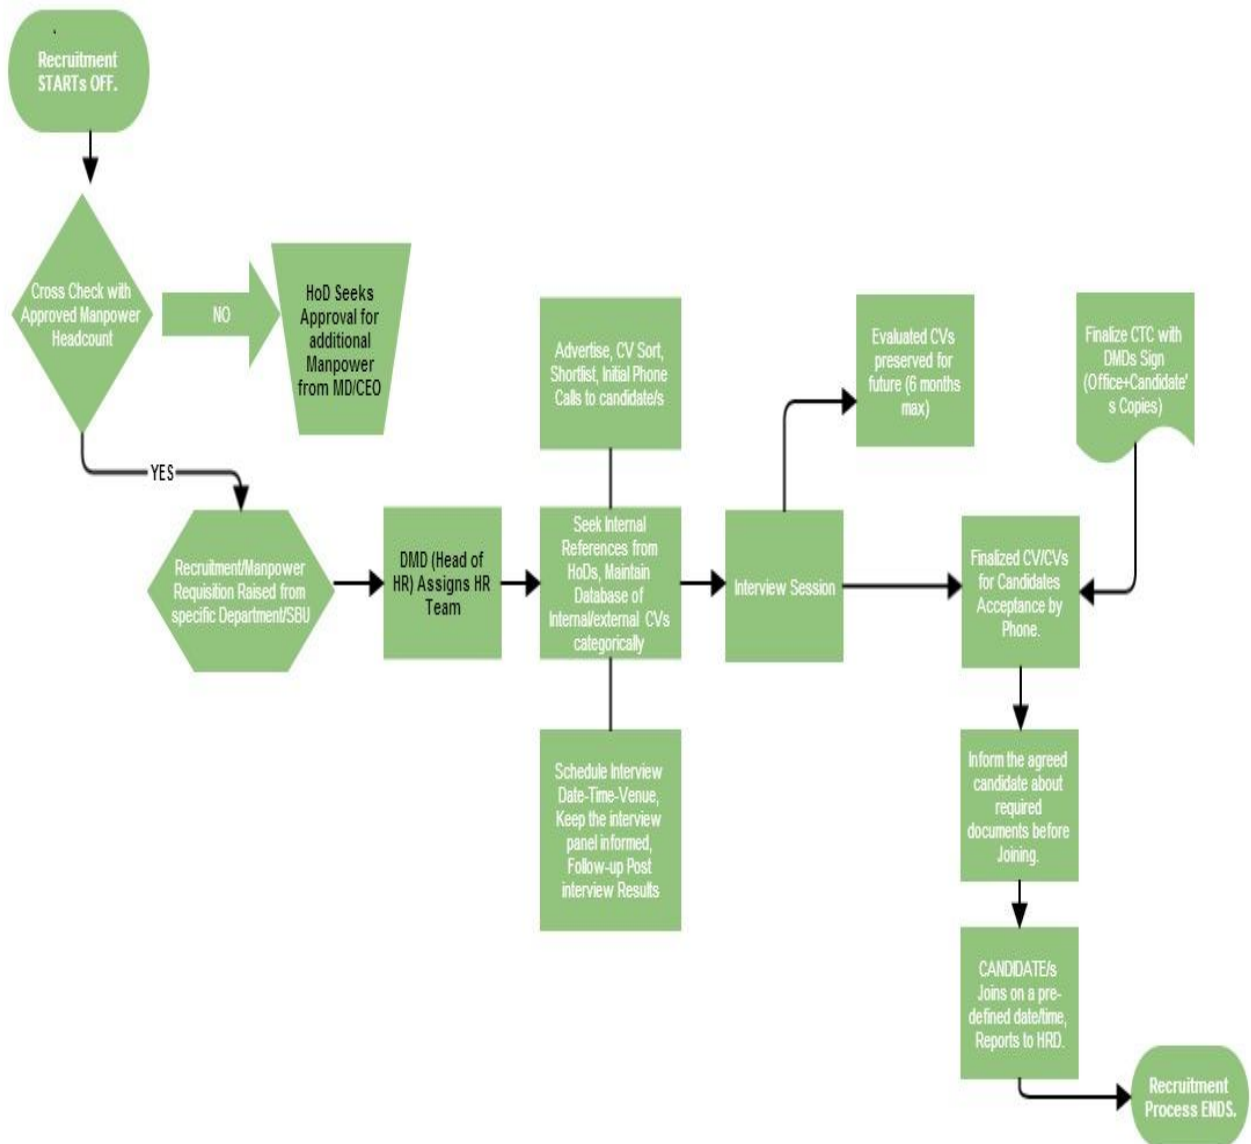 Recruitment
STARTs OFF.
Cross Check with
Approved Manpower
Headcount
NO
HoD Seeks
Approval for
additional
Manpower
from MD/CEO
YES
Recruitment/Manpower
Requisition Raised from
specific Department/SBU
DMD (Head of
HR) Assigns HR
Team
Advertise, CV Sort,
Shortlist, Initial Phone
Calls to candidate/s
Seek Internal
References from
HoDs, Maintain
Database of
Internal/external CVs
categorically
Schedule Interview
Date-Time-Venue,
Keep the interview
panel informed,
Follow-up Post
interview Results
Interview Session
Evaluated CVs
preserved for
future (6 months
max)
Finalize CTC with
DMDs Sign
(Office+Candidate'
s Copies)
Finalized CV/CVs
for Candidates
Acceptance by
Phone.
Inform the agreed
candidate about
required
documents before
Joining.
CANDIDATE/s
Joins on a pre-
defined date/time,
Reports to HRD.
Recruitment
Process ENDS.